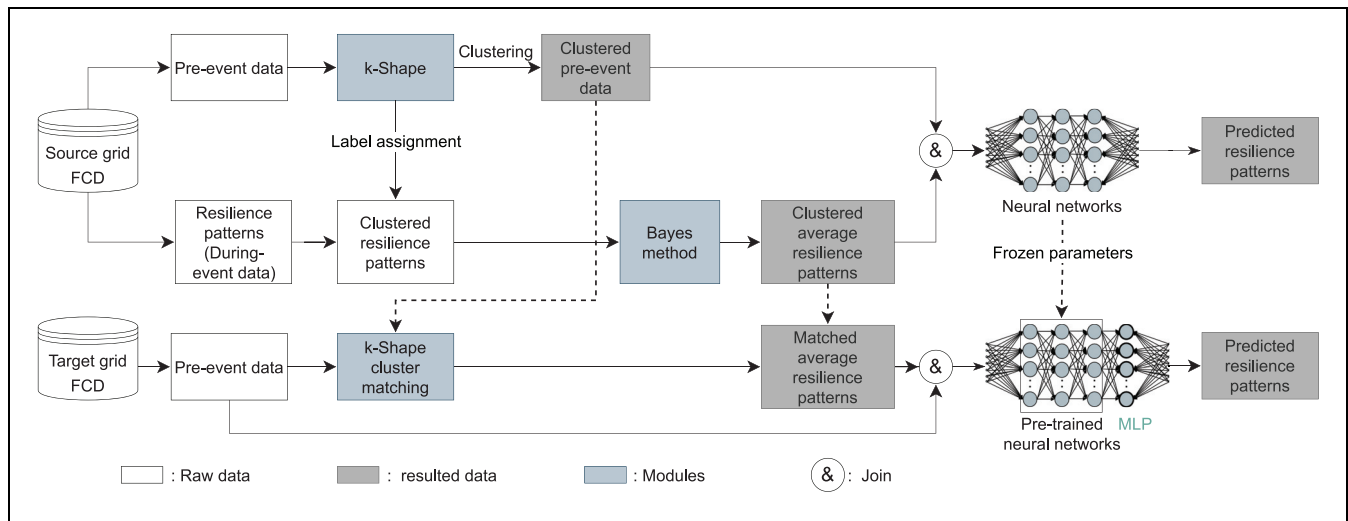 Pre-event data
k-Shape
Clustering
Clustered
pre-event
data
Source grid
FCD
Label assignment
&
Neural networks
Predicted
resilience
patterns
Resilience
patterns
(During-
event data)
Clustered
resilience
patterns
Bayes
method
Clustered
average
resilience
patterns
Frozen parameters
Target grid
FCD
Pre-event data
k-Shape
cluster
matching
Matched
average
resilience
patterns
&
Pre-trained
neural networks
MLP
Predicted
resilience
patterns
: Raw data
: resulted data
: Modules
&
: Join